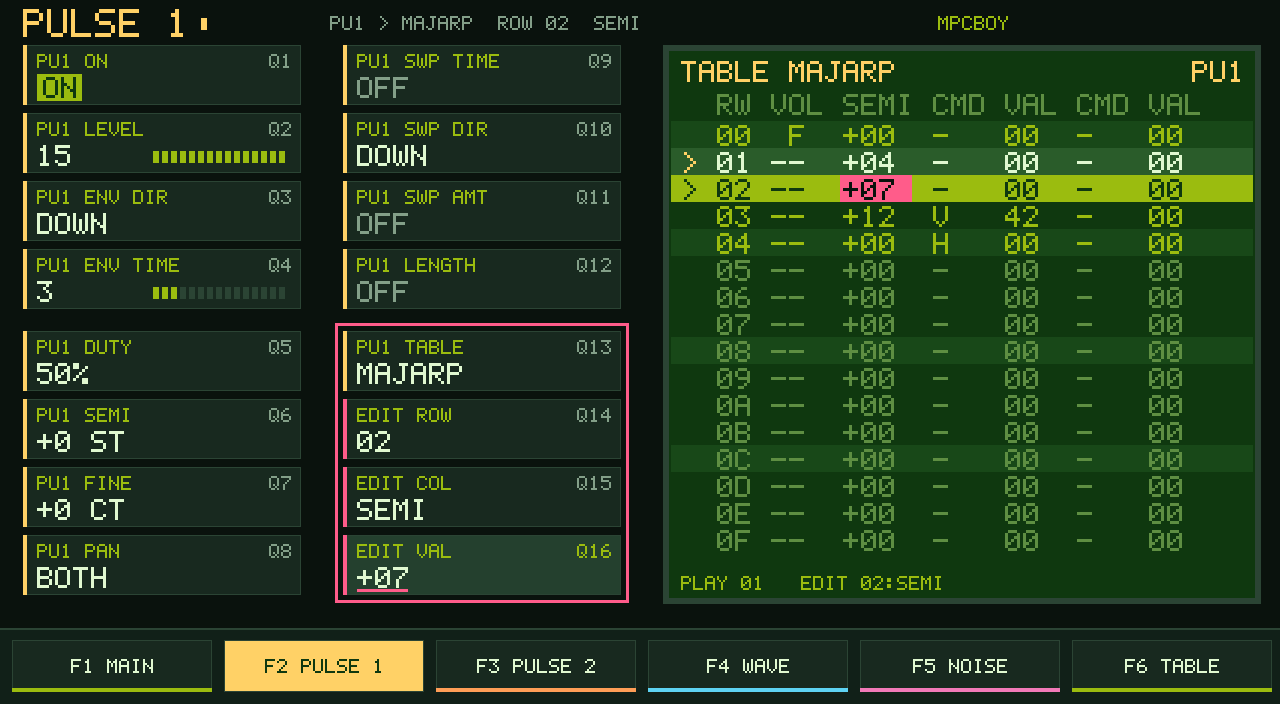 PULSE 1
PU1 > MAJARP ROW 02 SEMI
MPCBOY
PU1 ON Q1
ON
PU1 LEVEL Q2
15
PU1 ENV DIR Q3
DOWN
PU1 ENV TIME Q4
3
PU1 DUTY Q5
50%
PU1 SEMI Q6
+0 ST
PU1 FINE Q7
+0 CT
PU1 PAN Q8
BOTH
PU1 SWP TIME Q9
OFF
PU1 SWP DIR Q10
DOWN
PU1 SWP AMT Q11
OFF
PU1 LENGTH Q12
OFF
PU1 TABLE Q13
MAJARP
EDIT ROW Q14
02
EDIT COL Q15
SEMI
EDIT VAL Q16
+07
TABLE MAJARP PU1
RW VOL SEMI CMD VAL CMD VAL
00 F +00 - 00 - 00
> 01 -- +04 - 00 - 00
> 02 -- +07 - 00 - 00
03 -- +12 V 42 - 00
04 -- +00 H 00 - 00
05 -- +00 - 00 - 00
06 -- +00 - 00 - 00
07 -- +00 - 00 - 00
08 -- +00 - 00 - 00
09 -- +00 - 00 - 00
0A -- +00 - 00 - 00
0B -- +00 - 00 - 00
0C -- +00 - 00 - 00
0D -- +00 - 00 - 00
0E -- +00 - 00 - 00
0F -- +00 - 00 - 00
PLAY 01 EDIT 02:SEMI
F1 MAIN
F2 PULSE 1
F3 PULSE 2
F4 WAVE
F5 NOISE
F6 TABLE